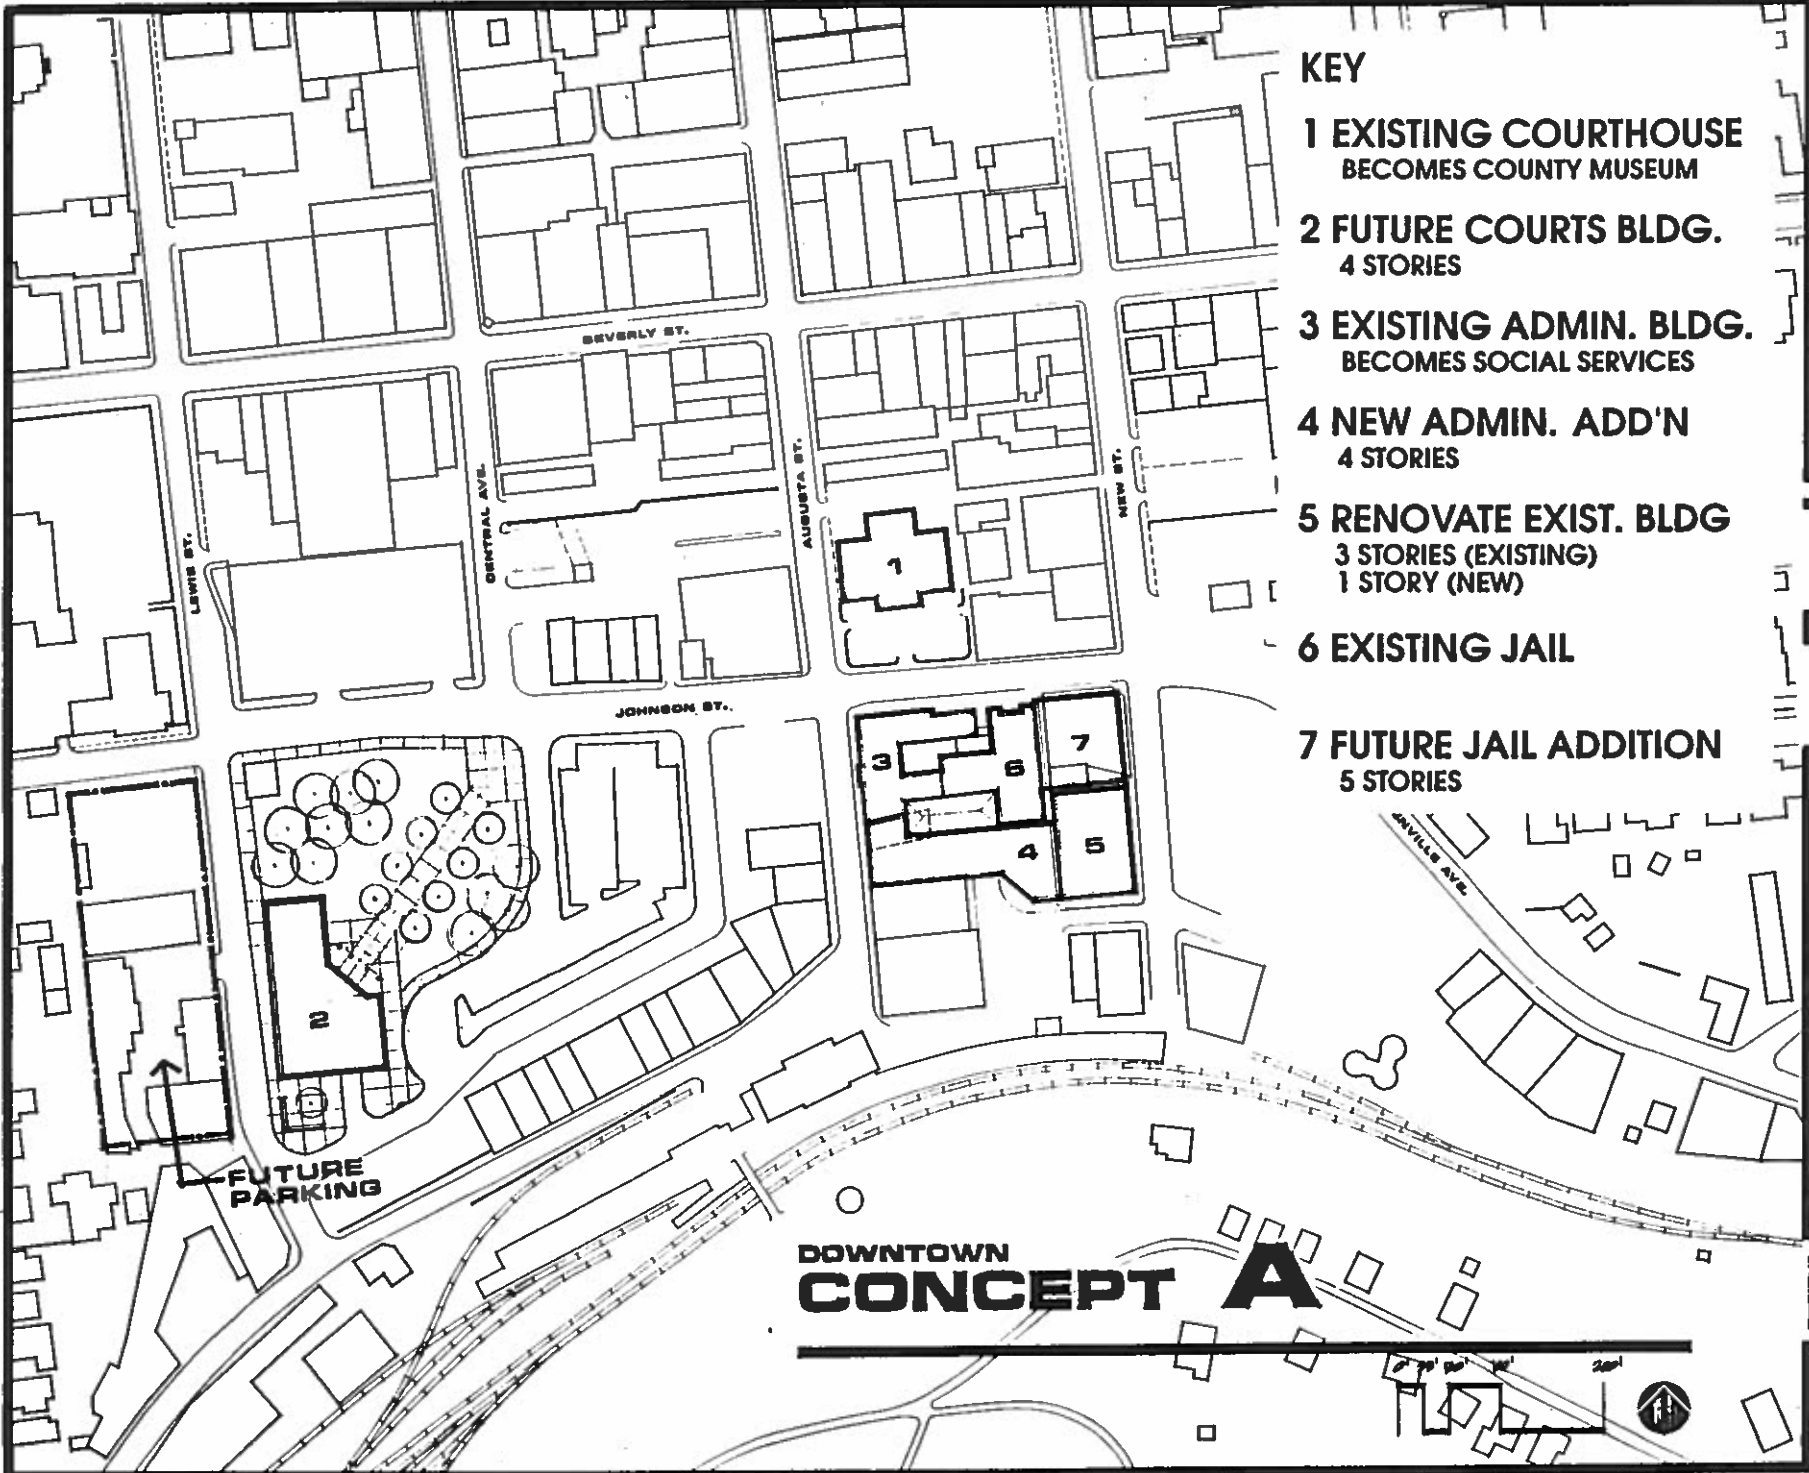 KEY
1 EXISTING COURTHOUSE
BECOMES COUNTY MUSEUM
2 FUTURE COURTS BLDG.
4 STORIES
3 EXISTING ADMIN. BLDG.
BECOMES SOCIAL SERVICES
4 NEW ADMIN. ADD'N
4 STORIES
5 RENOVATE EXIST. BLDG
3 STORIES (EXISTING)
1 STORY (NEW)
6 EXISTING JAIL
7 FUTURE JAIL ADDITION
5 STORIES
BEVERLY ST.
LEWIS ST.
CENTRAL AVE.
AUGUSTA ST.
NEW ST.
JOHNSON ST.
1
2
3
4
5
6
7
NVILLE AVE.
FUTURE
PARKING
DOWNTOWN
CONCEPT A
200'